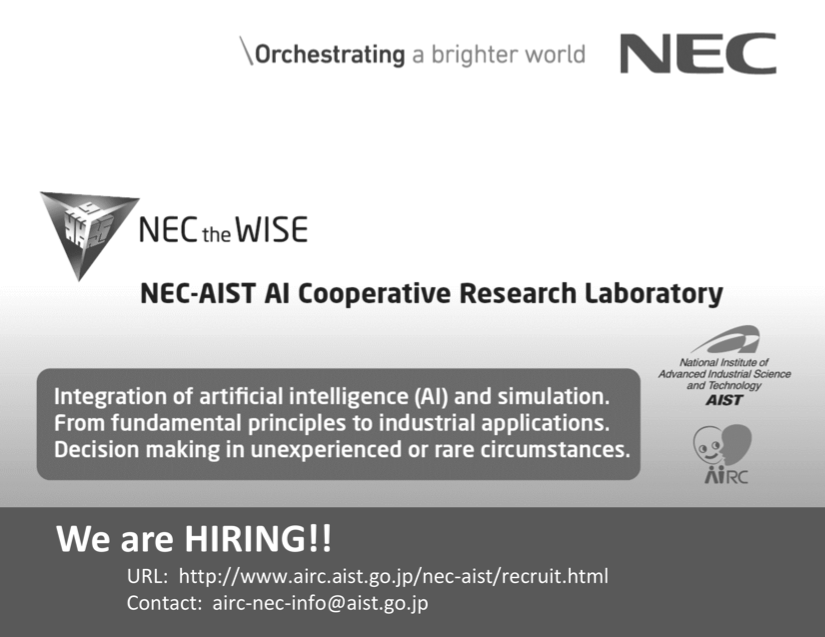 \Orchestrating a brighter world
NEC
NEC the WISE
NEC-AIST AI Cooperative Research Laboratory
National Institute of
Advanced Industrial Science
and Technology
AIST
Integration of artificial intelligence (AI) and simulation.
From fundamental principles to industrial applications.
Decision making in unexperienced or rare circumstances.
AiRC
We are HIRING!!
URL: http://www.airc.aist.go.jp/nec-aist/recruit.html
Contact: airc-nec-info@aist.go.jp